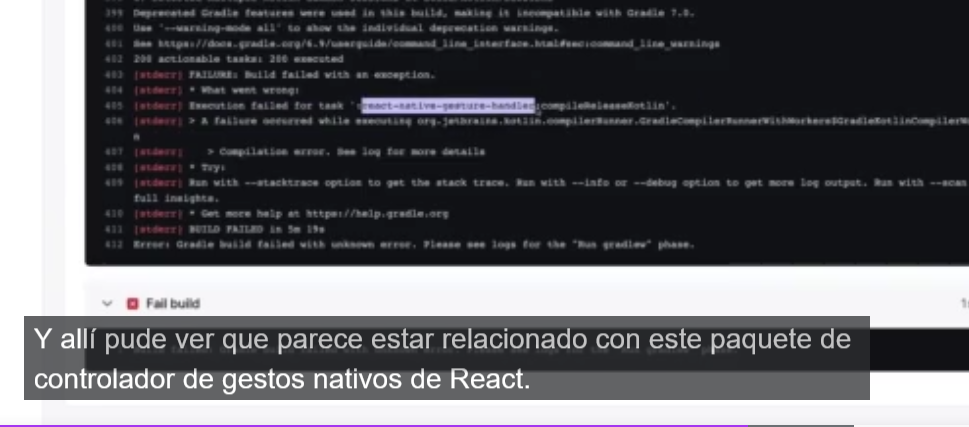 399 Deprecated Gradle features were used in this build, making it incompatible with Gradle 7.0.
400 Use '--warning-mode all' to show the individual deprecation warnings.
401 See https://docs.gradle.org/6.9/userguide/command_line_interface.html#sec:command_line_warnings
402 200 actionable tasks: 200 executed
403 [stderr] FAILURE: Build failed with an exception.
404 [stderr] * What went wrong:
405 [stderr] Execution failed for task ':react-native-gesture-handler:compileReleaseKotlin'.
406 [stderr] > A failure occurred while executing org.jetbrains.kotlin.compilerRunner.GradleCompilerRunnerWithWorkers$GradleKotlinCompilerW
n
407 [stderr] > Compilation error. See log for more details
408 [stderr] * Try:
409 [stderr] Run with --stacktrace option to get the stack trace. Run with --info or --debug option to get more log output. Run with --scan
full insights.
410 [stderr] * Get more help at https://help.gradle.org
411 [stderr] BUILD FAILED in 5m 19s
412 Error: Gradle build failed with unknown error. Please see logs for the "Run gradlew" phase.
Fail build
Y allí pude ver que parece estar relacionado con este paquete de
controlador de gestos nativos de React.